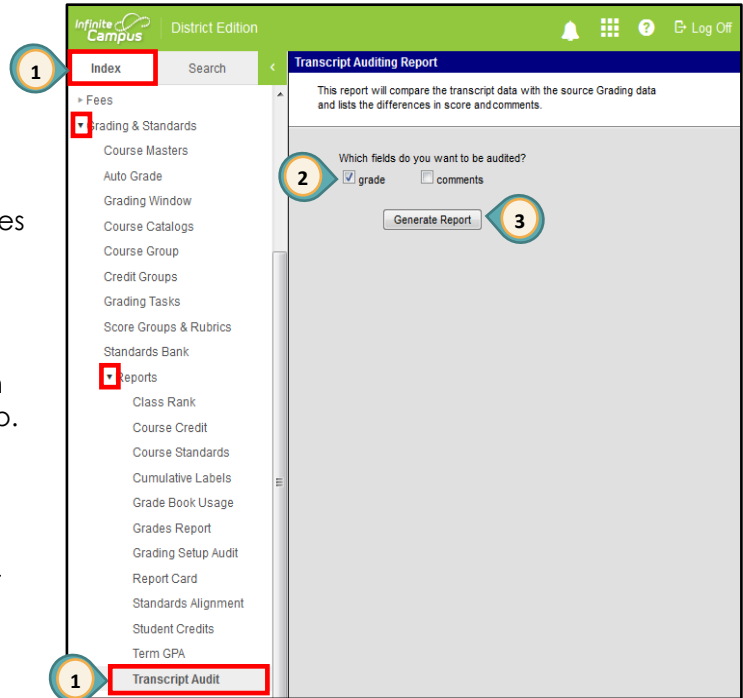 Infinite Campus District Edition Log Off
1 Index Search
Fees
Grading & Standards
Course Masters
Auto Grade
Grading Window
Course Catalogs
Course Group
Credit Groups
Grading Tasks
Score Groups & Rubrics
Standards Bank
Reports
Class Rank
Course Credit
Course Standards
Cumulative Labels
Grade Book Usage
Grades Report
Grading Setup Audit
Report Card
Standards Alignment
Student Credits
Term GPA
1 Transcript Audit
Transcript Auditing Report
This report will compare the transcript data with the source Grading data
and lists the differences in score andcomments.
Which fields do you want to be audited?
2 grade comments
Generate Report 3